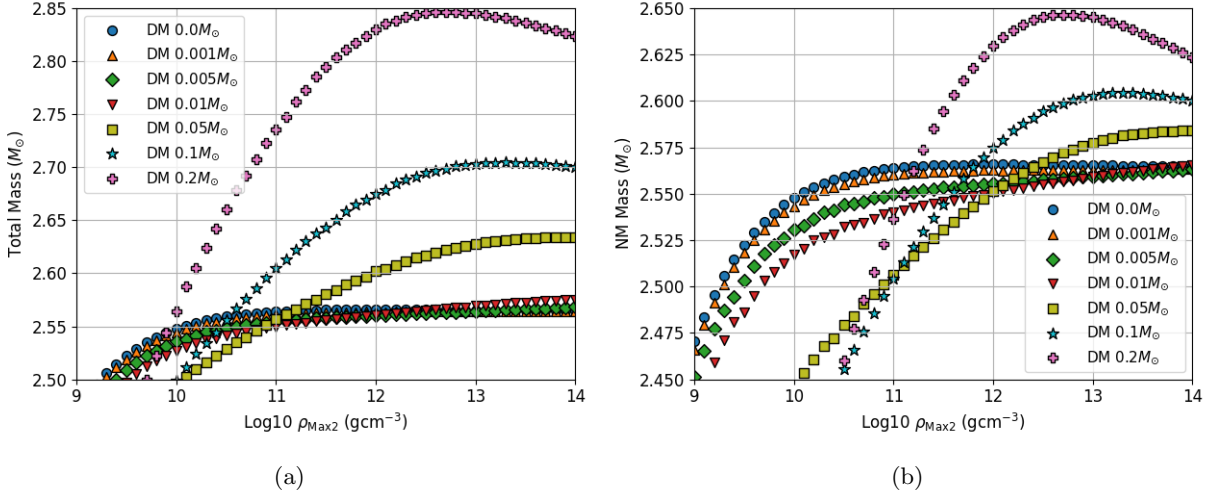 2.85
2.80
2.75
2.70
2.65
2.60
2.55
2.50
Total Mass (M⊙)
DM 0.0M⊙
DM 0.001M⊙
DM 0.005M⊙
DM 0.01M⊙
DM 0.05M⊙
DM 0.1M⊙
DM 0.2M⊙
9 10 11 12 13 14
Log10 ρMax2 (gcm−3)
(a)
2.650
2.625
2.600
2.575
2.550
2.525
2.500
2.475
2.450
NM Mass (M⊙)
DM 0.0M⊙
DM 0.001M⊙
DM 0.005M⊙
DM 0.01M⊙
DM 0.05M⊙
DM 0.1M⊙
DM 0.2M⊙
9 10 11 12 13 14
Log10 ρMax2 (gcm−3)
(b)